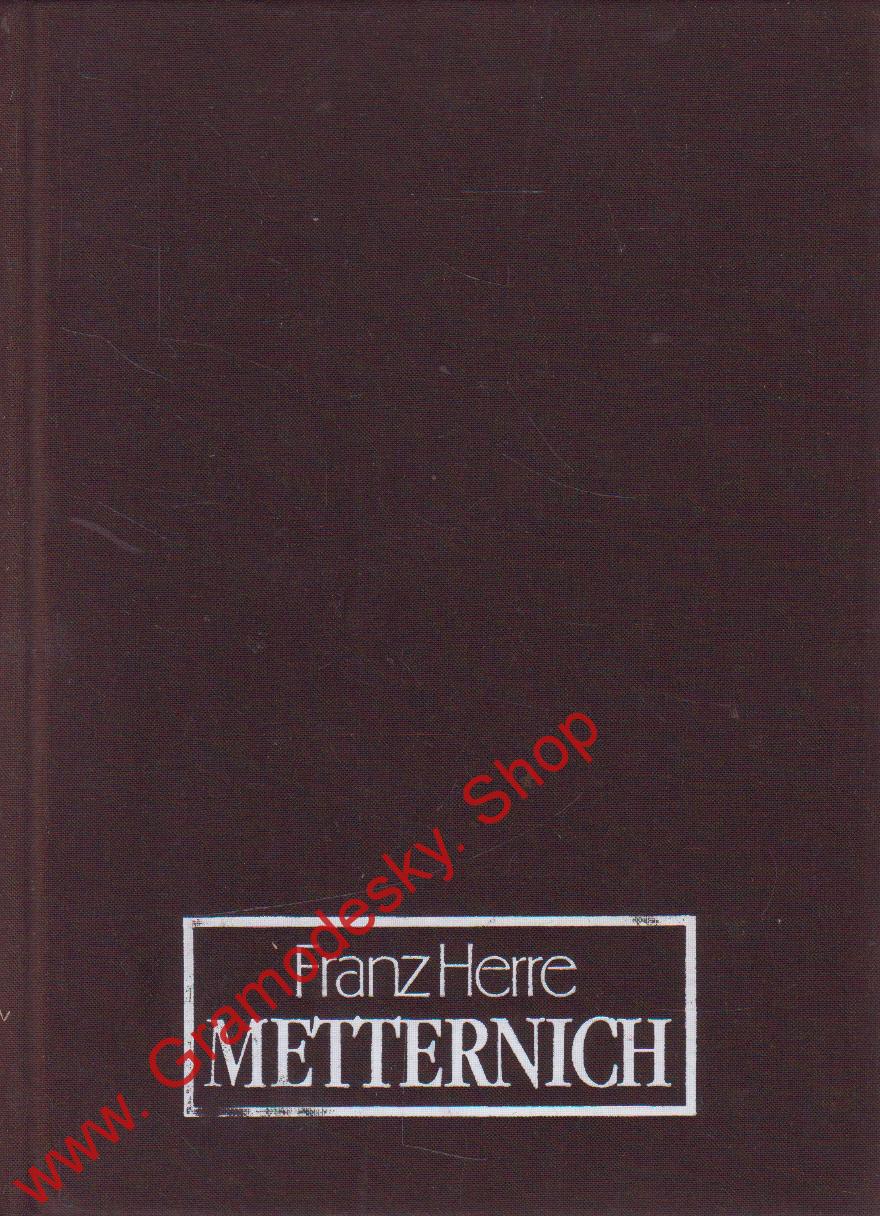 Franz Herre
METTERNICH
www. Gramodesky. Shop